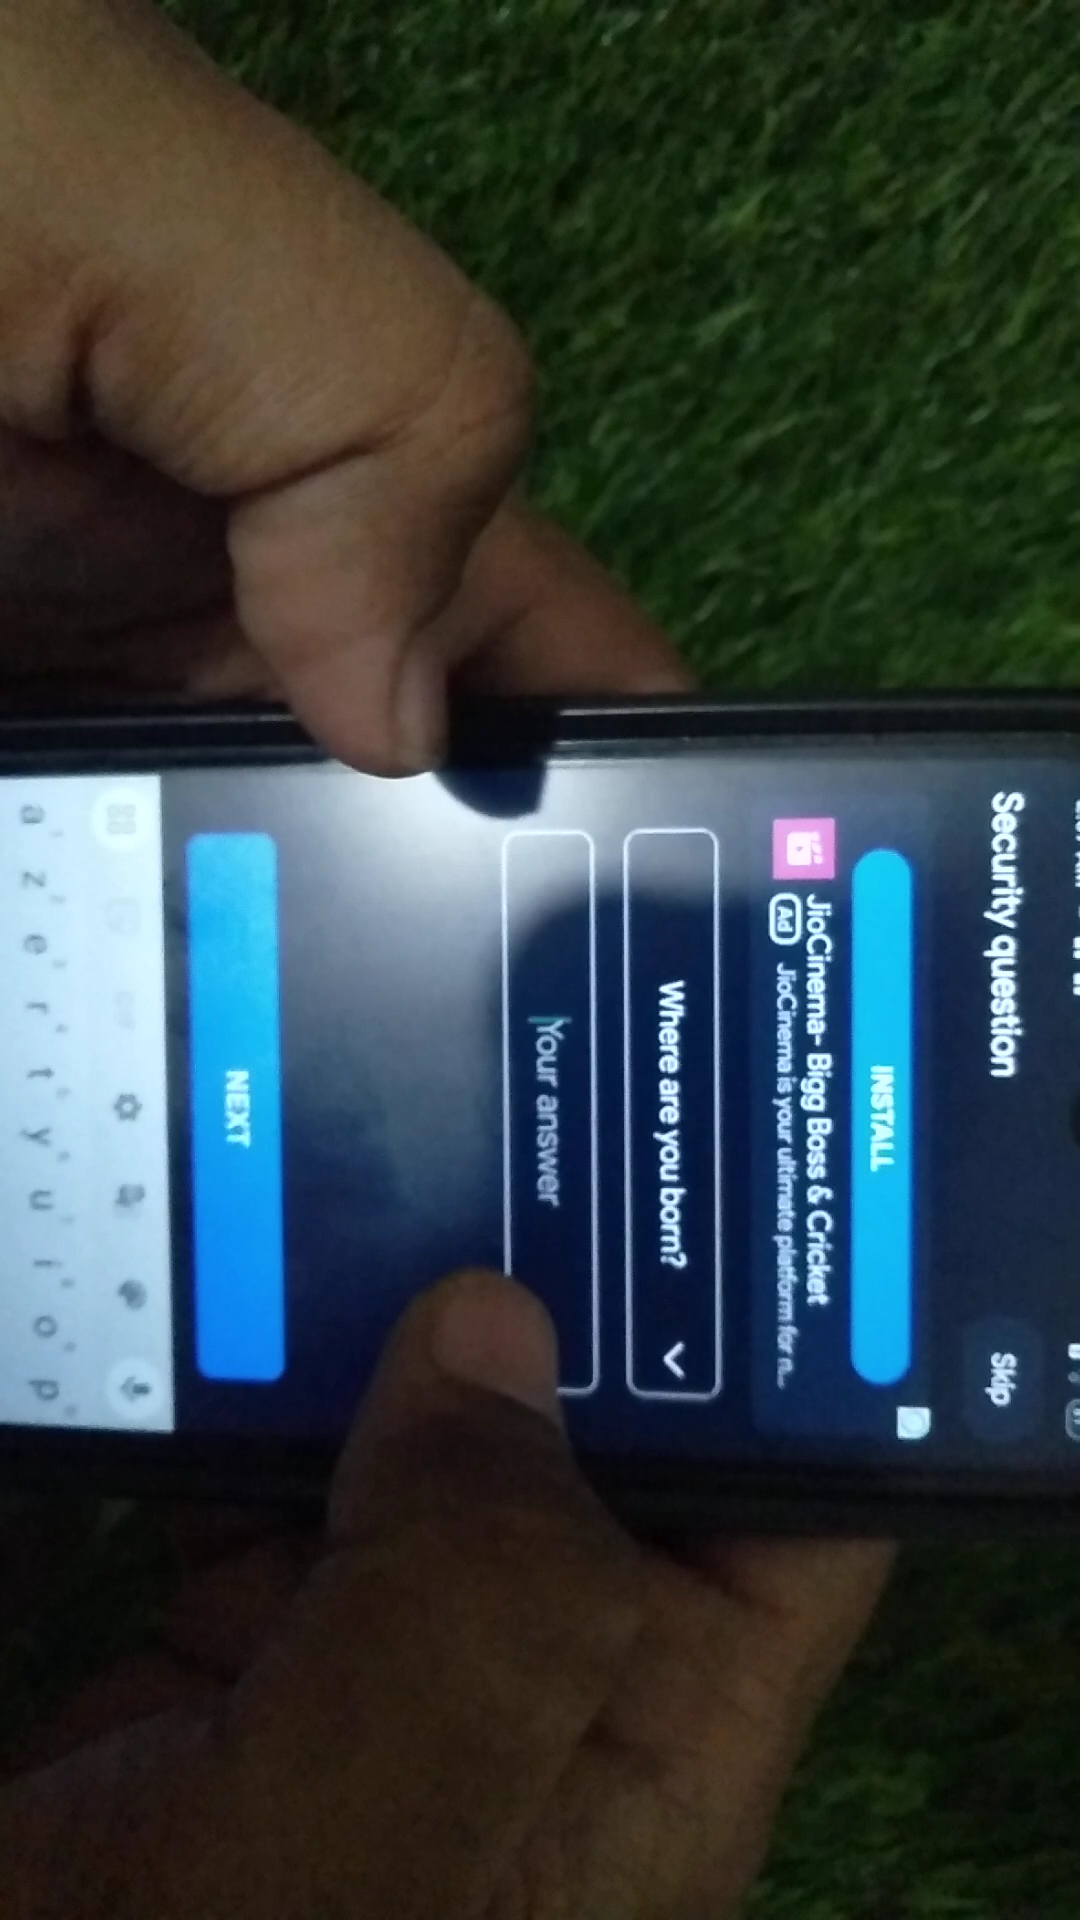 Security question
Skip
INSTALL
JioCinema- Bigg Boss & Cricket
Ad JioCinema is your ultimate platform for n...
Where are you born?
Your answer
NEXT
a z e r t y u i o p